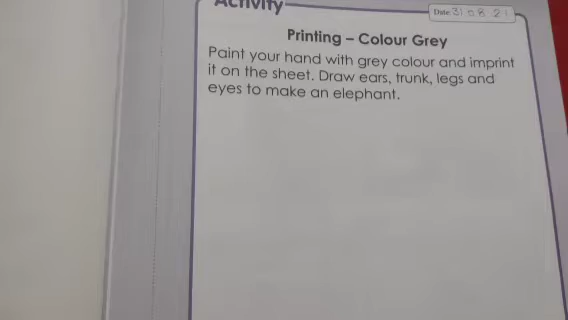 Activity
Date 31 08 21
Printing – Colour Grey
Paint your hand with grey colour and imprint
it on the sheet. Draw ears, trunk, legs and
eyes to make an elephant.